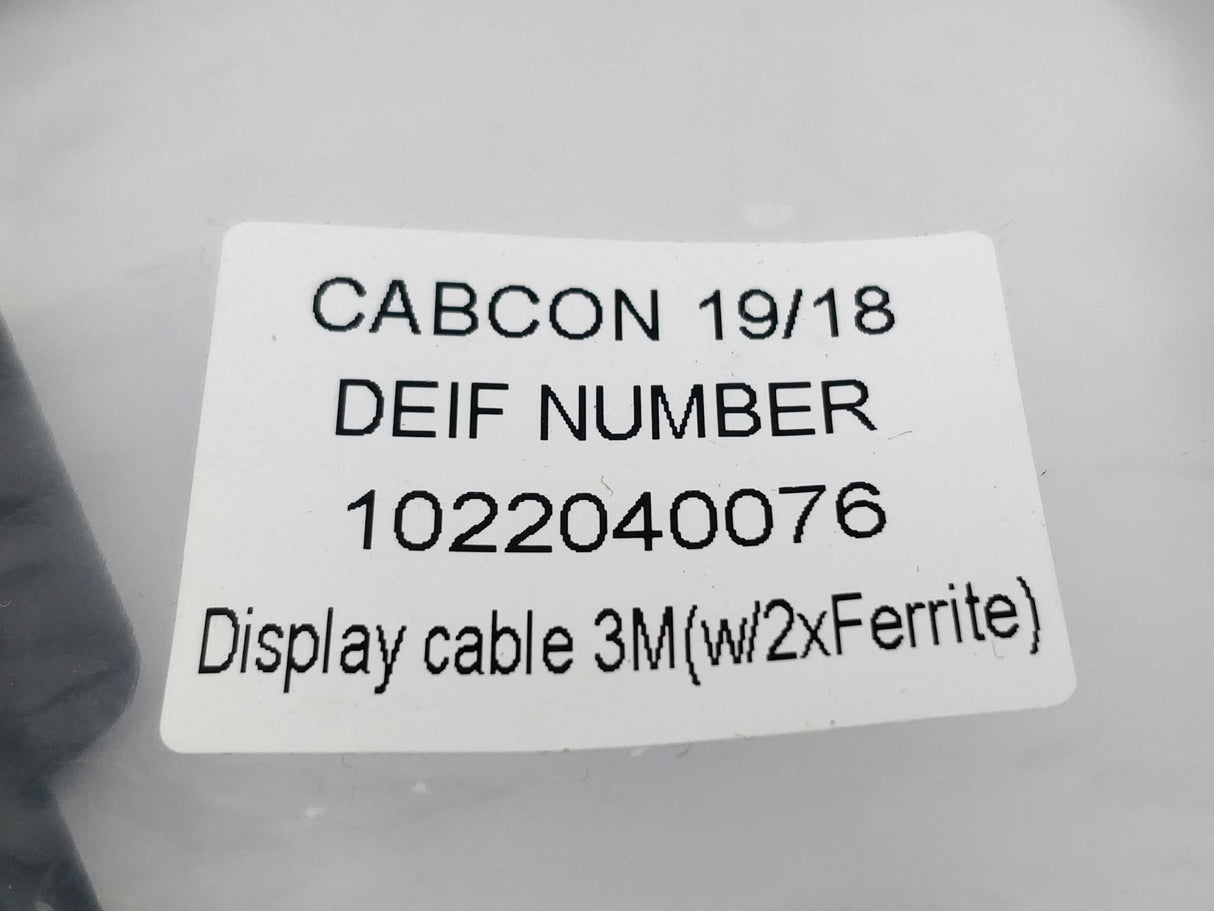 CABCON 19/18
DEIF NUMBER
1022040076
Display cable 3M(w/2xFerrite)